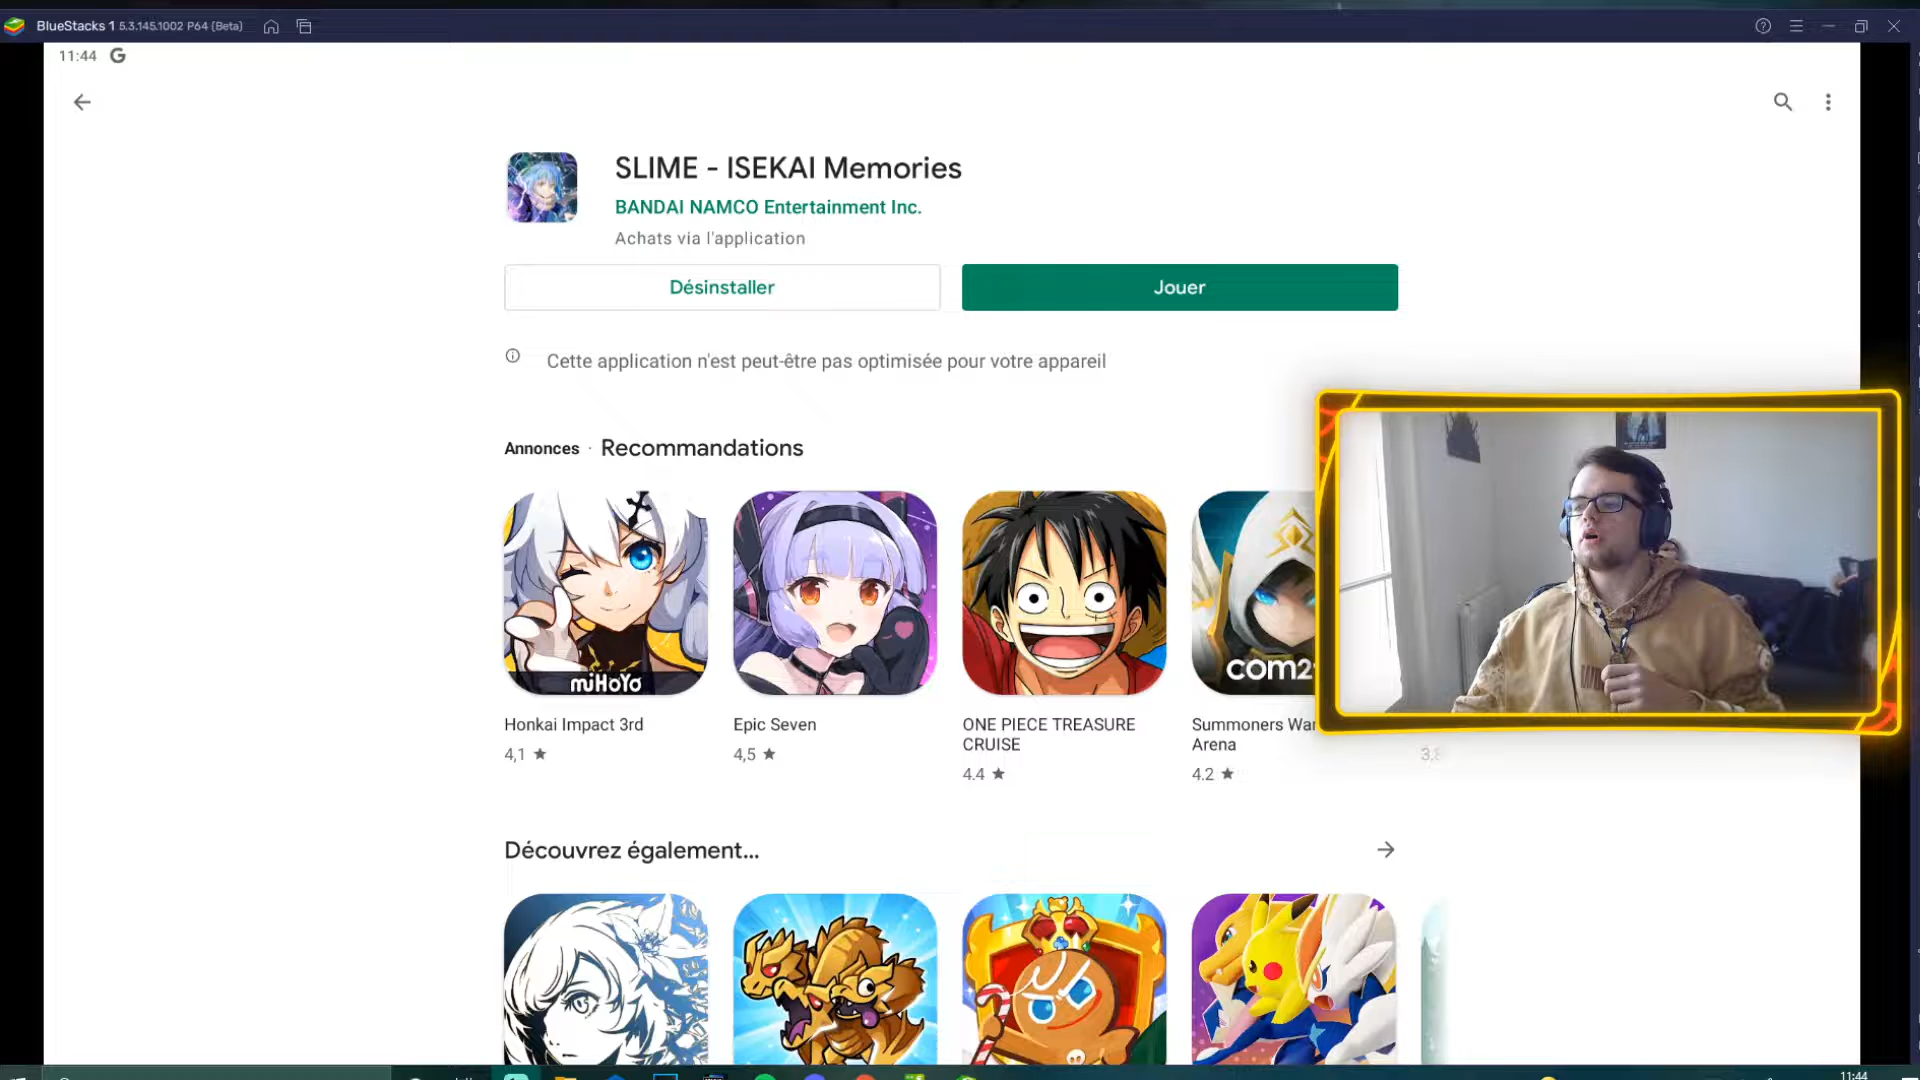 BlueStacks 1 5.3.145.1002 P64 (Beta)
11:44 G
SLIME - ISEKAI Memories
BANDAI NAMCO Entertainment Inc.
Achats via l'application
Désinstaller
Jouer
Cette application n'est peut-être pas optimisée pour votre appareil
Annonces · Recommandations
miHoYo
com2
Honkai Impact 3rd
4,1 ★
Epic Seven
4,5 ★
ONE PIECE TREASURE
CRUISE
4.4 ★
Summoners War
Arena
4.2 ★
3,8
Découvrez également...
11:44